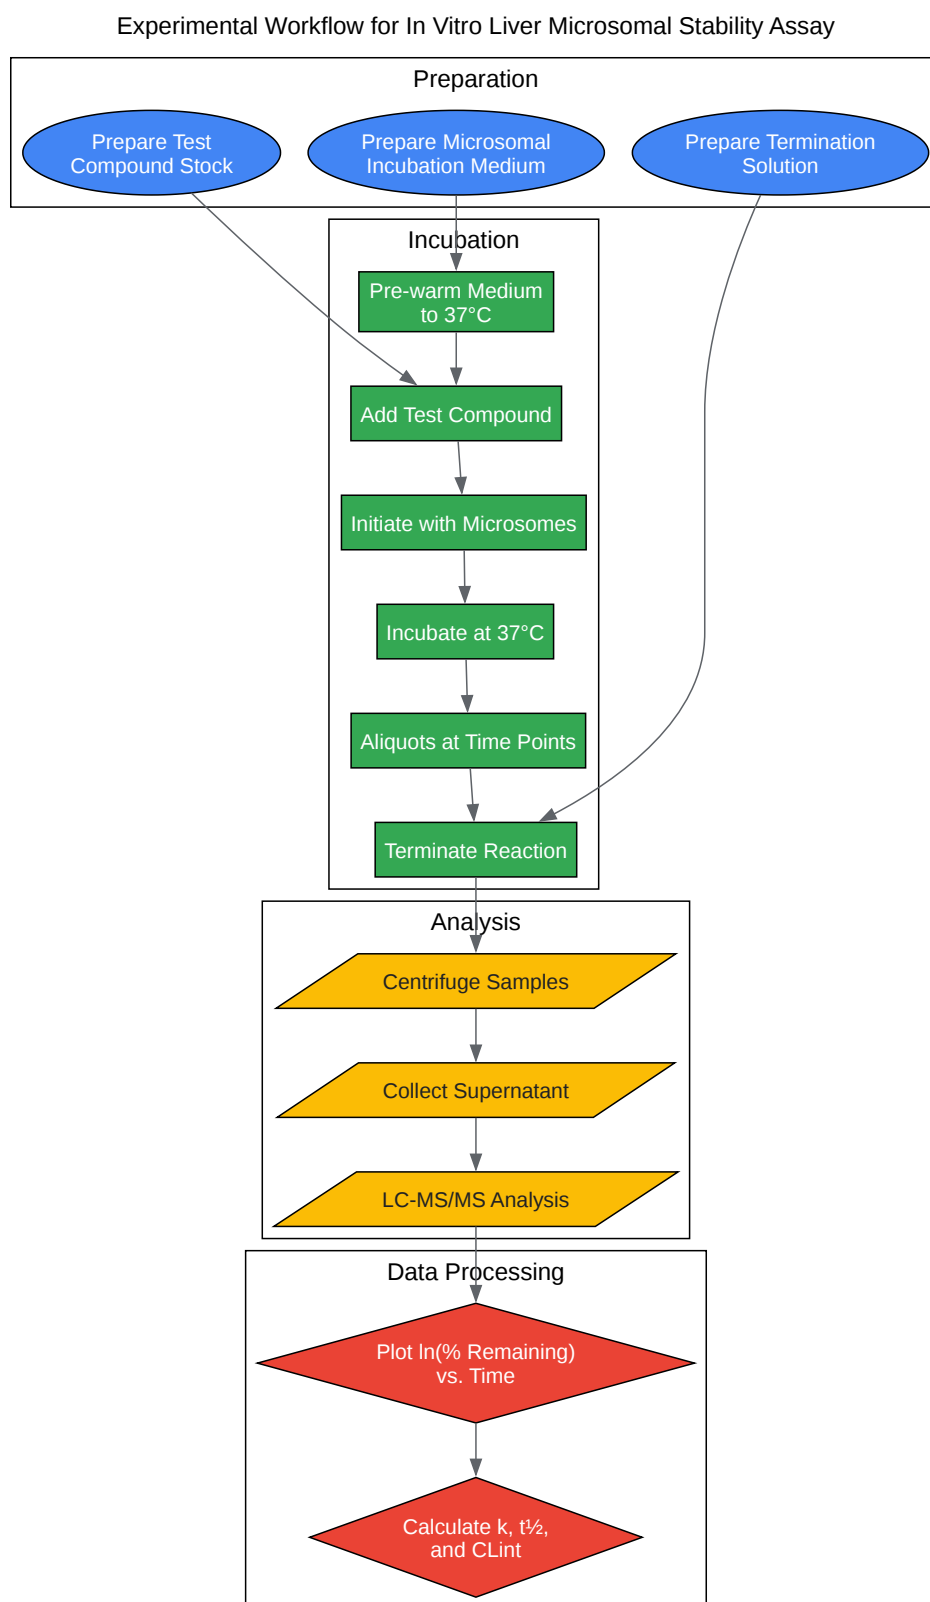 Experimental Workflow for In Vitro Liver Microsomal Stability Assay
Preparation
Prepare Test
Compound Stock
Prepare Microsomal
Incubation Medium
Prepare Termination
Solution
Incubation
Pre-warm Medium
to 37°C
Add Test Compound
Initiate with Microsomes
Incubate at 37°C
Aliquots at Time Points
Terminate Reaction
Analysis
Centrifuge Samples
Collect Supernatant
LC-MS/MS Analysis
Data Processing
Plot ln(% Remaining)
vs. Time
Calculate k, t½,
and CLint